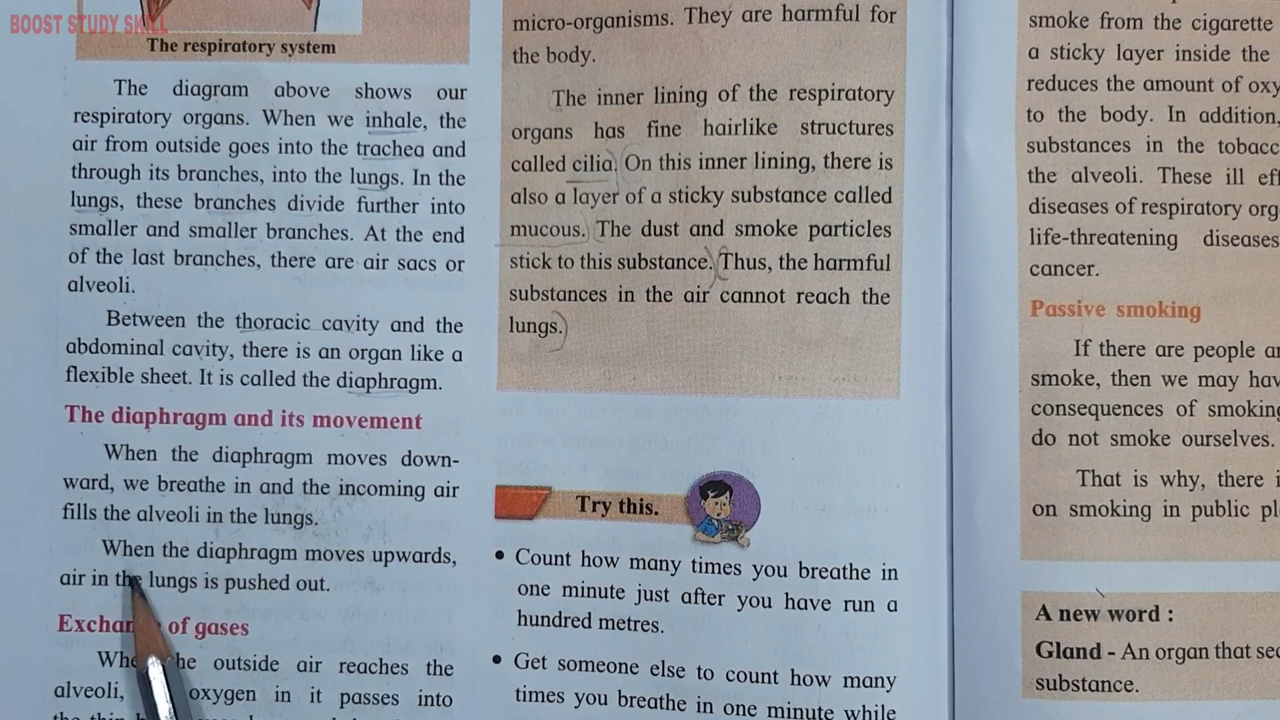 BOOST STUDY SKILL
The respiratory system
The diagram above shows our
respiratory organs. When we inhale, the
air from outside goes into the trachea and
through its branches, into the lungs. In the
lungs, these branches divide further into
smaller and smaller branches. At the end
of the last branches, there are air sacs or
alveoli.
Between the thoracic cavity and the
abdominal cavity, there is an organ like a
flexible sheet. It is called the diaphragm.
The diaphragm and its movement
When the diaphragm moves down-
ward, we breathe in and the incoming air
fills the alveoli in the lungs.
When the diaphragm moves upwards,
air in the lungs is pushed out.
of gases
outside air reaches the
alveoli, oxygen in it passes into
micro-organisms. They are harmful for
the body.
The inner lining of the respiratory
organs has fine hairlike structures
called cilia. On this inner lining, there is
also a layer of a sticky substance called
mucous. The dust and smoke particles
stick to this substance. Thus, the harmful
substances in the air cannot reach the
lungs.
Try this.
• Count how many times you breathe in
one minute just after you have run a
hundred metres.
• Get someone else to count how many
times you breathe in one minute while
smoke from the cigarette
a sticky layer inside the
reduces the amount of
to the body. In addition,
substances in the
the alveoli. These ill
diseases of respiratory
life-threatening diseases
cancer.
Passive smoking
If there are people
smoke, then we may
consequences of
do not smoke ourselves.
That is why, there
on smoking in public
A new word :
Gland - An organ that
substance.